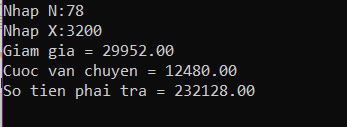 Nhap N:78
Nhap X:3200
Giam gia = 29952.00
Cuoc van chuyen = 12480.00
So tien phai tra = 232128.00